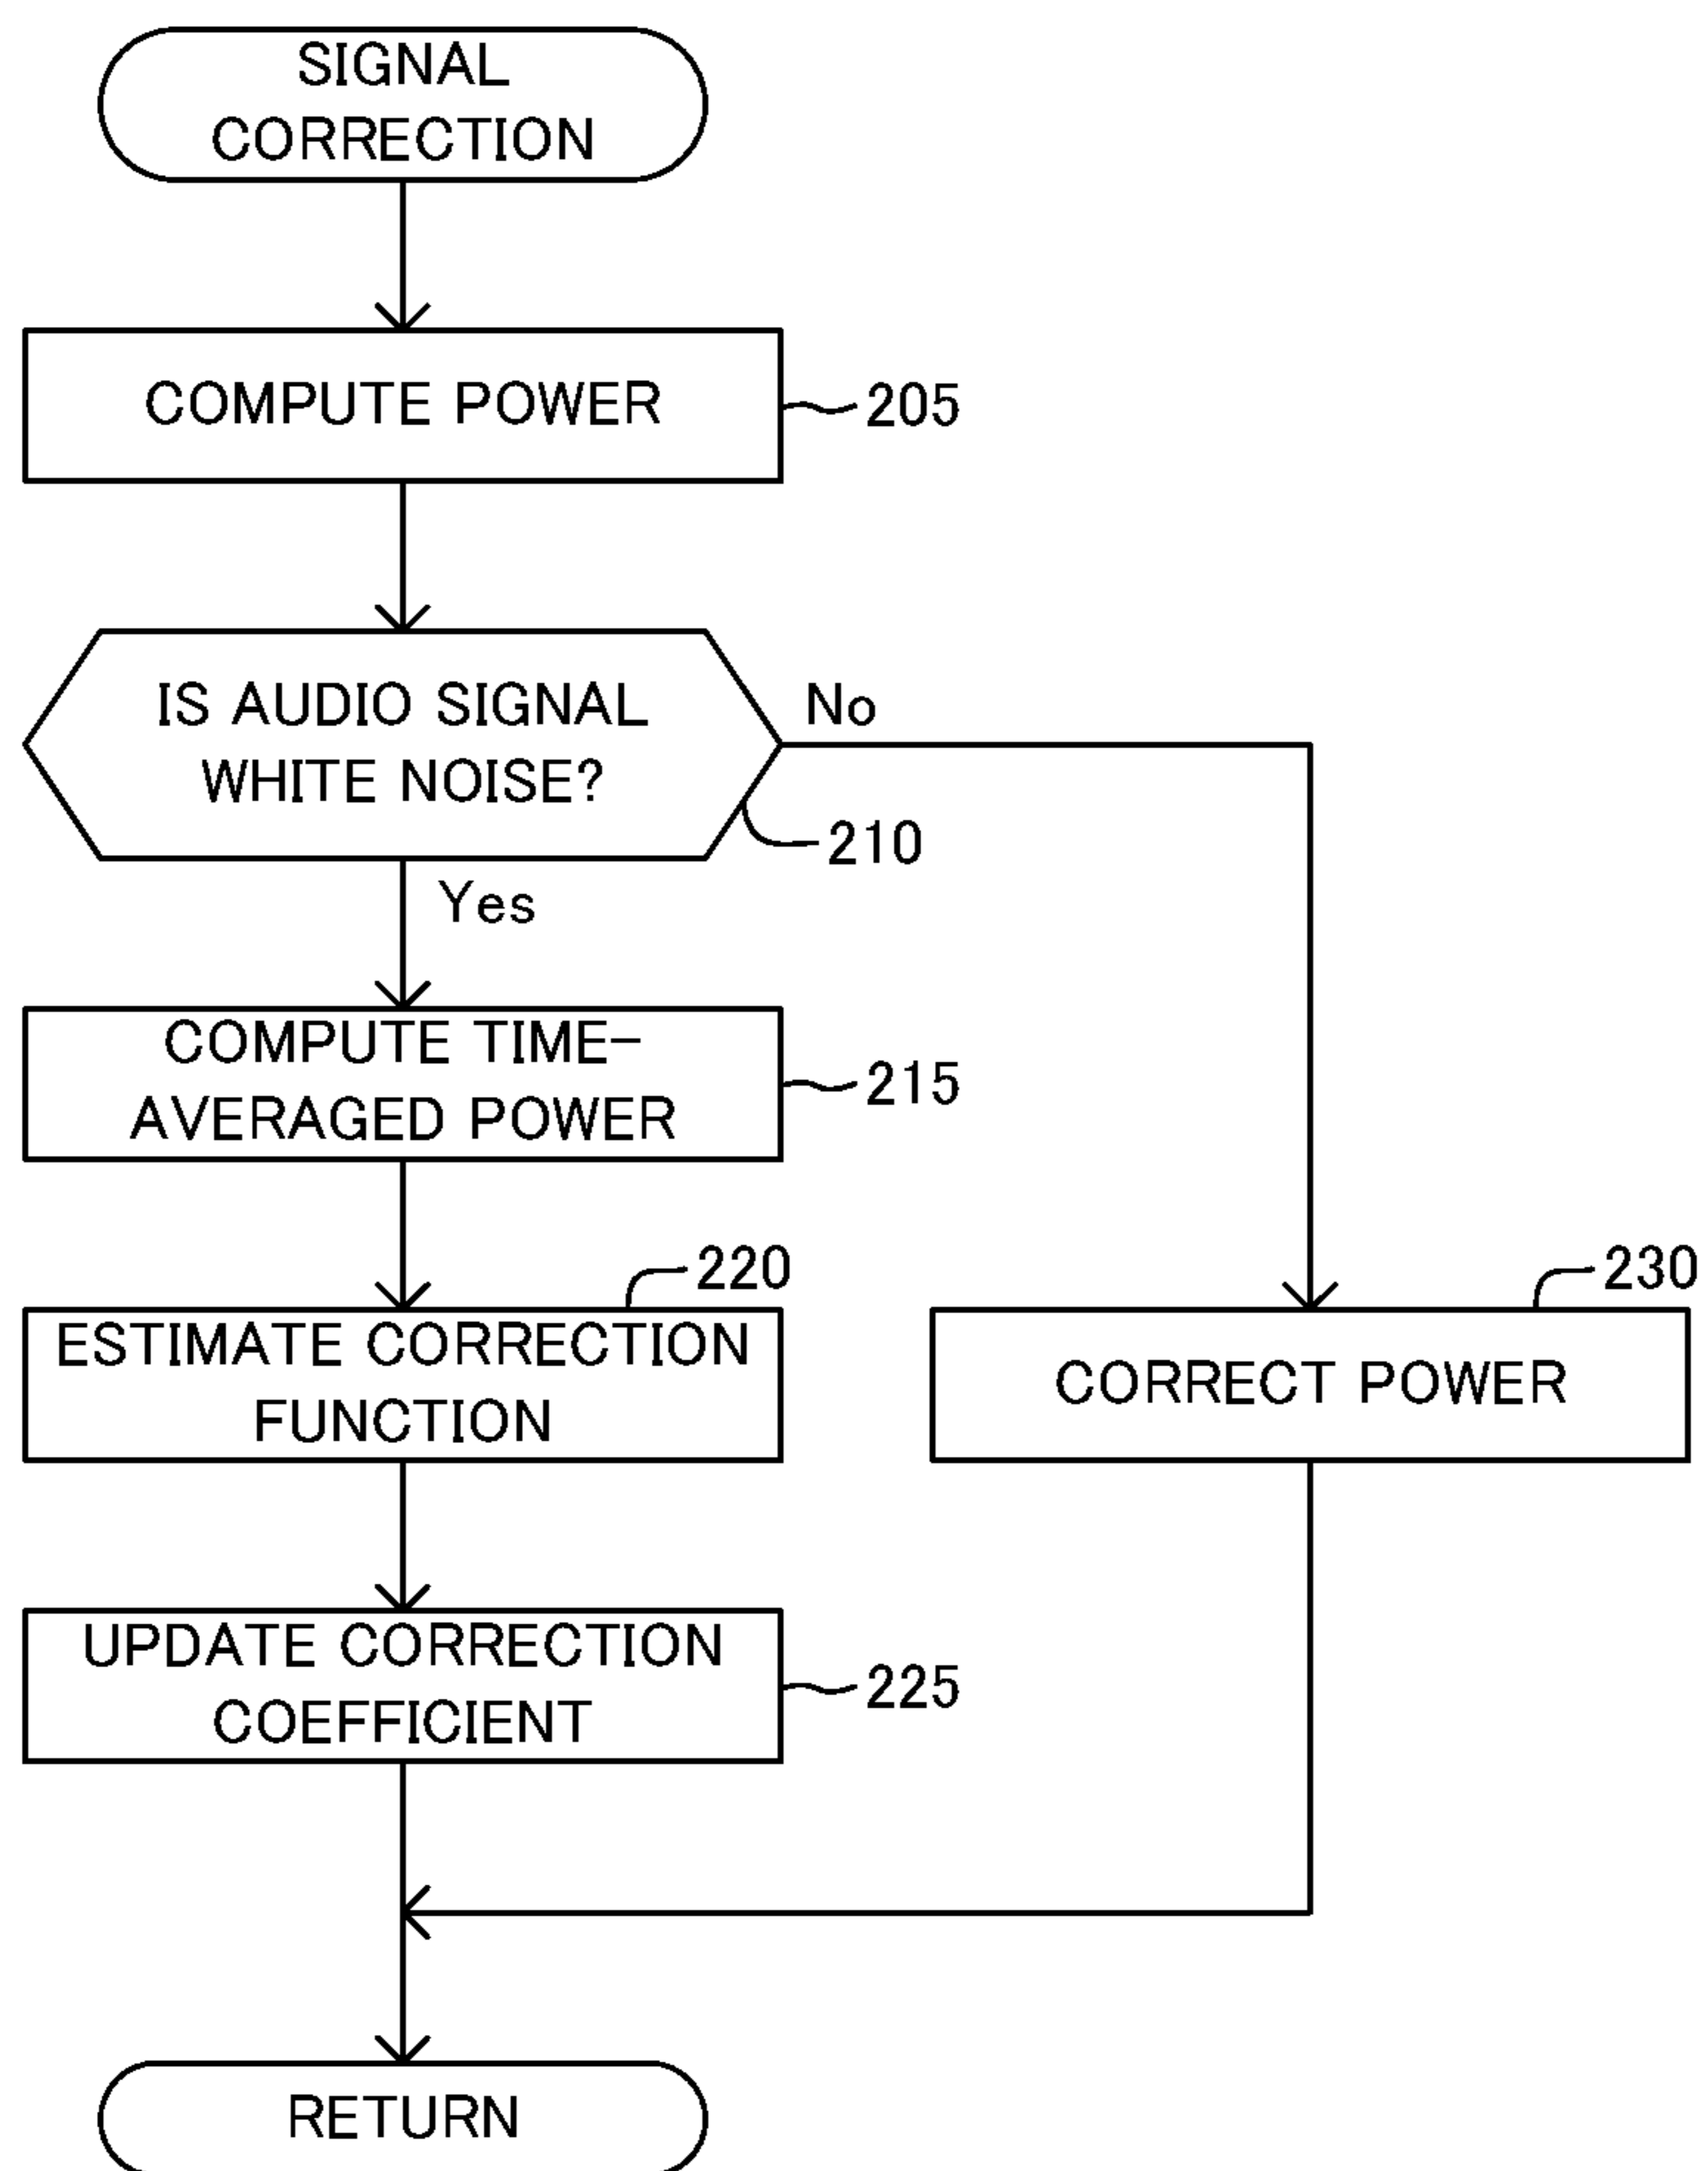 SIGNAL
CORRECTION
COMPUTE POWER
205
IS AUDIO SIGNAL
WHITE NOISE?
No
210
Yes
COMPUTE TIME-
AVERAGED POWER
215
220
ESTIMATE CORRECTION
FUNCTION
230
CORRECT POWER
UPDATE CORRECTION
COEFFICIENT
225
RETURN